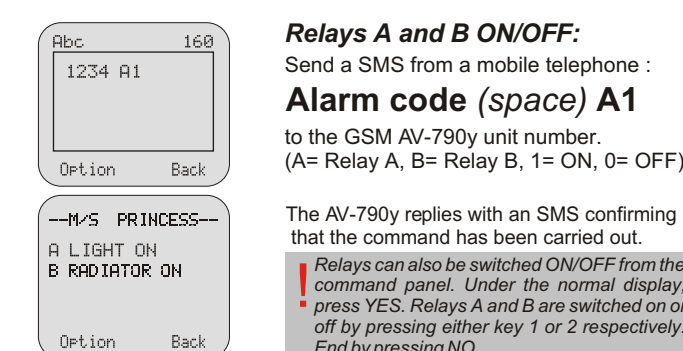 Abc 160
1234 A1
Option Back
--M/S PRINCESS--
A LIGHT ON
B RADIATOR ON
Option Back
Relays A and B ON/OFF:
Send a SMS from a mobile telephone :
Alarm code (space) A1
to the GSM AV-790y unit number.
(A= Relay A, B= Relay B, 1= ON, 0= OFF)
The AV-790y replies with an SMS confirming
that the command has been carried out.
! Relays can also be switched ON/OFF from the
command panel. Under the normal display,
press YES. Relays A and B are switched on or
off by pressing either key 1 or 2 respectively.
End by pressing NO